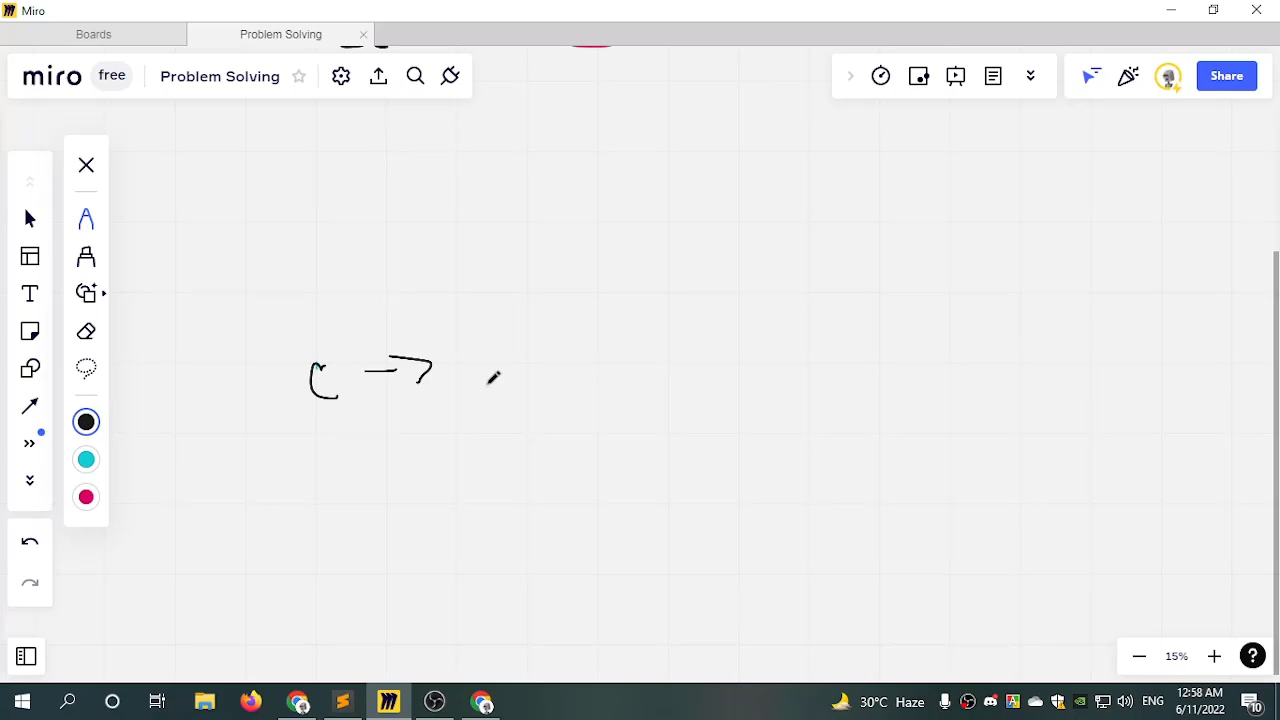 Miro
Boards
Problem Solving
miro
free
Problem Solving
Share
C →
15%
30°C Haze
ENG
12:58 AM
6/11/2022
10